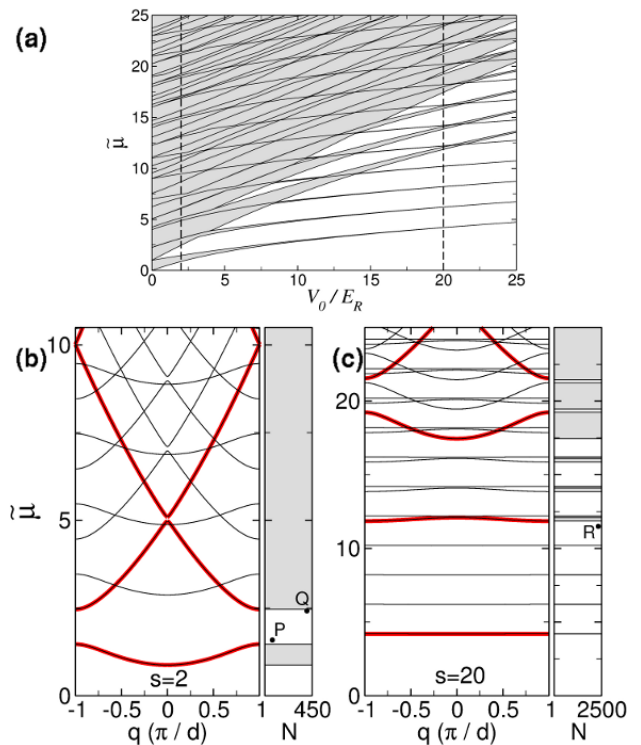 (a)
25
20
15
10
5
0
μ̃
0 5 10 15 20 25
V₀ / E_R
(b)
10
5
0
μ̃
P
Q
s=2
-1 -0.5 0 0.5 1
q (π / d)
450
N
(c)
20
10
0
R
s=20
-1 -0.5 0 0.5 1
q (π / d)
2500
N